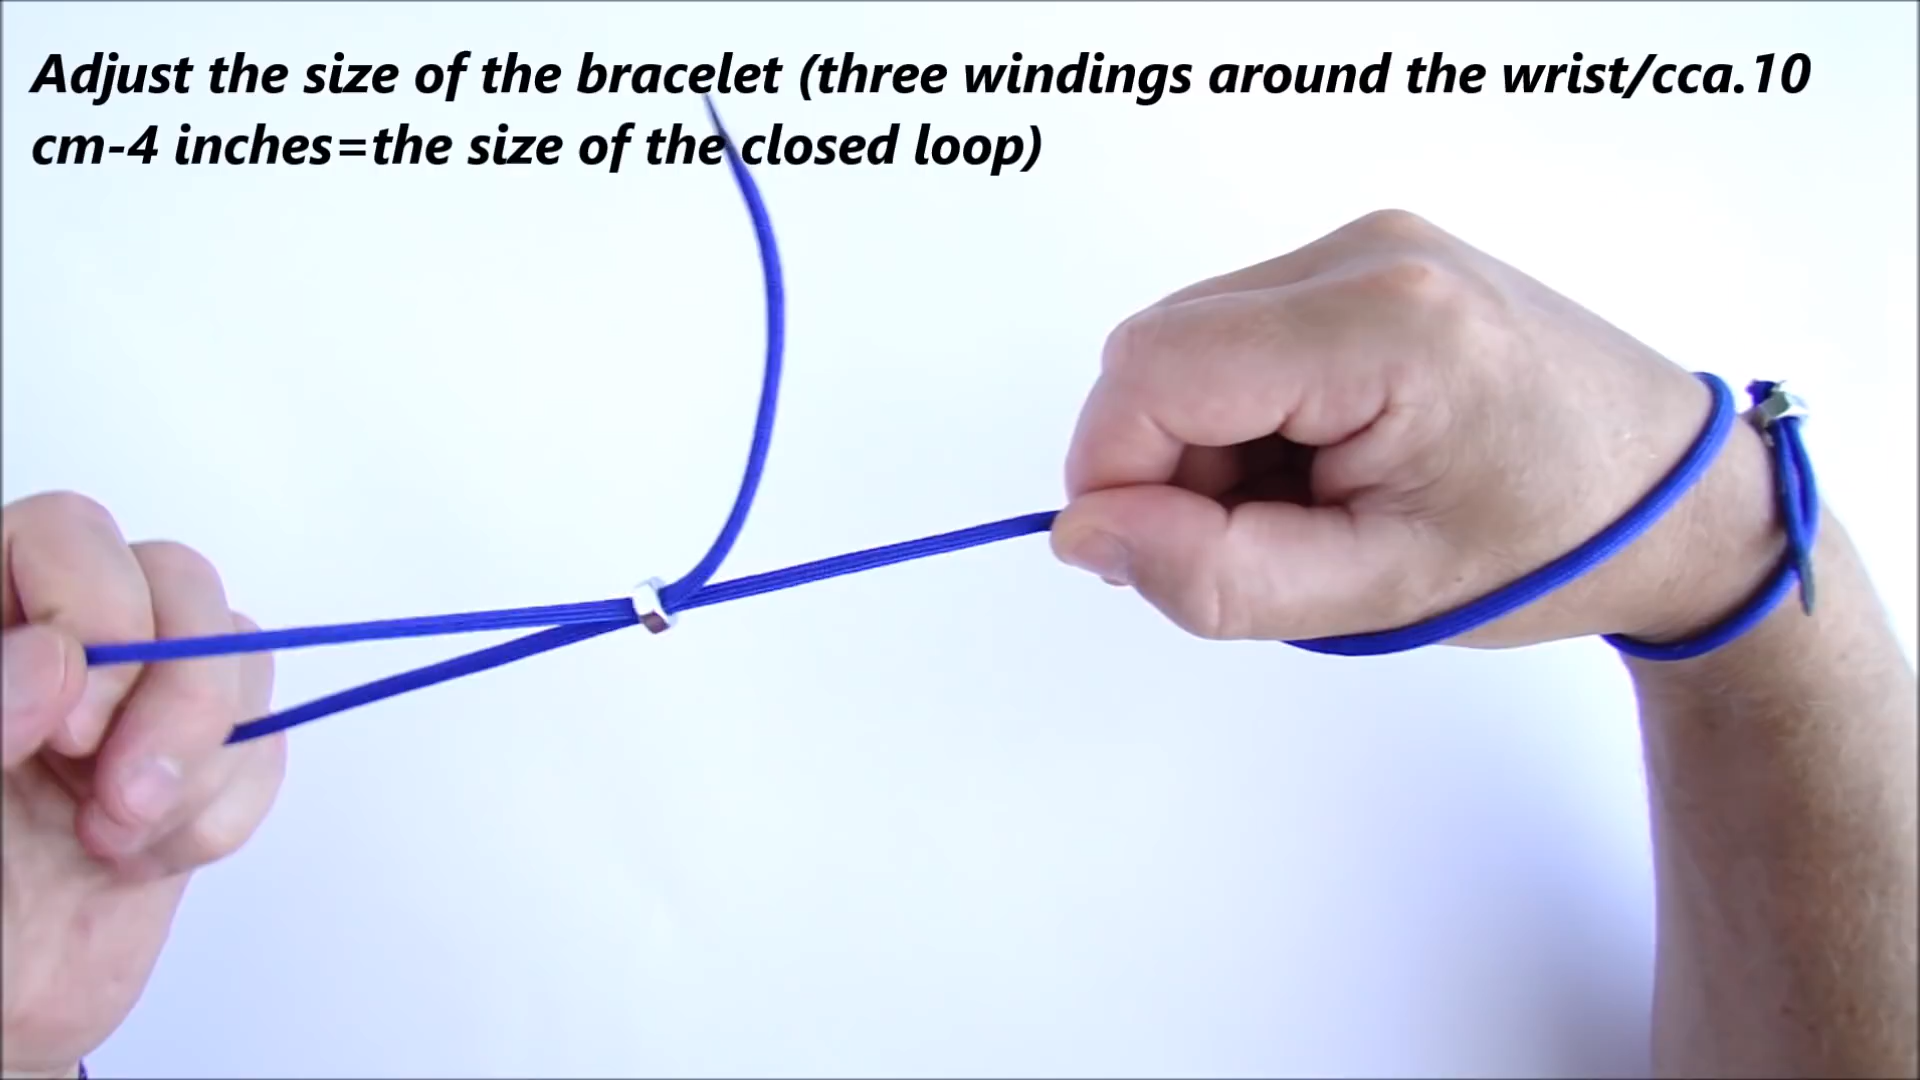 Adjust the size of the bracelet (three windings around the wrist/cca.10
cm-4 inches=the size of the closed loop)